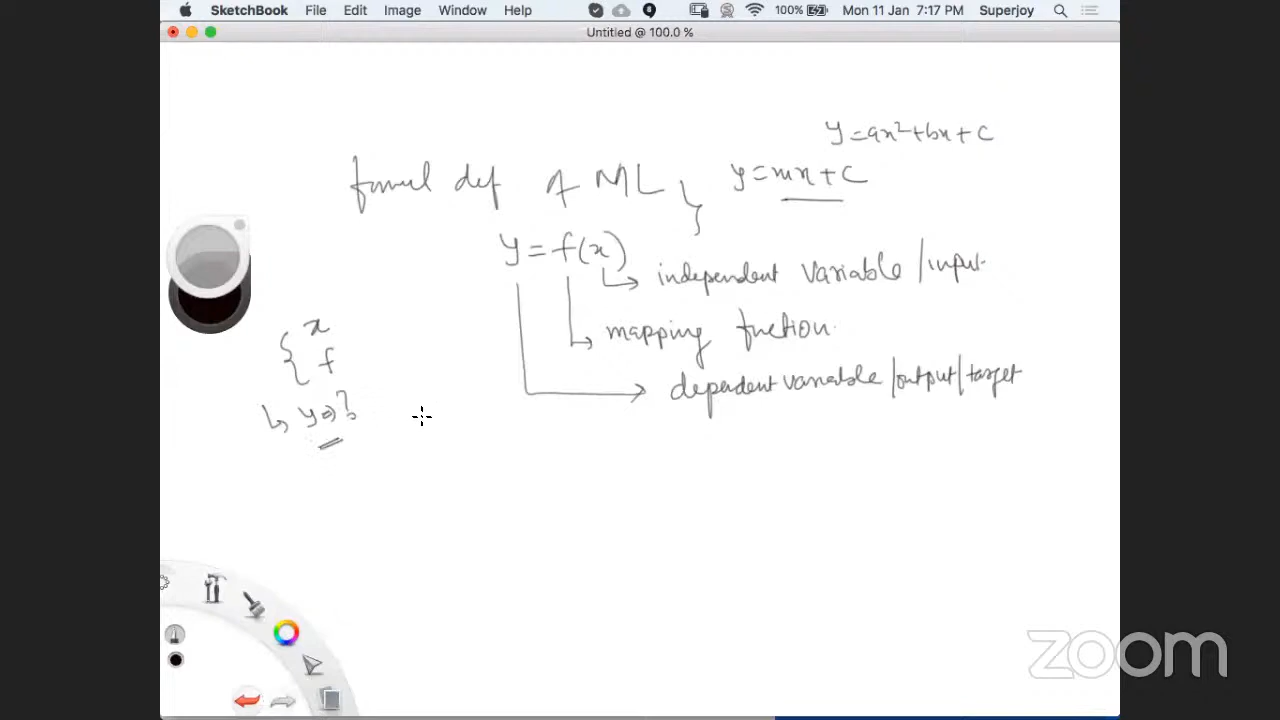 SketchBook File Edit Image Window Help 100% Mon 11 Jan 7:17 PM Superjoy
Untitled @ 100.0 %
y=ax²+bx+c
formal def of ML } y=mx+c
y=f(x)
independent variable/input
mapping function
dependent variable/output/target
{ x
f
↳ y⇒?
zoom